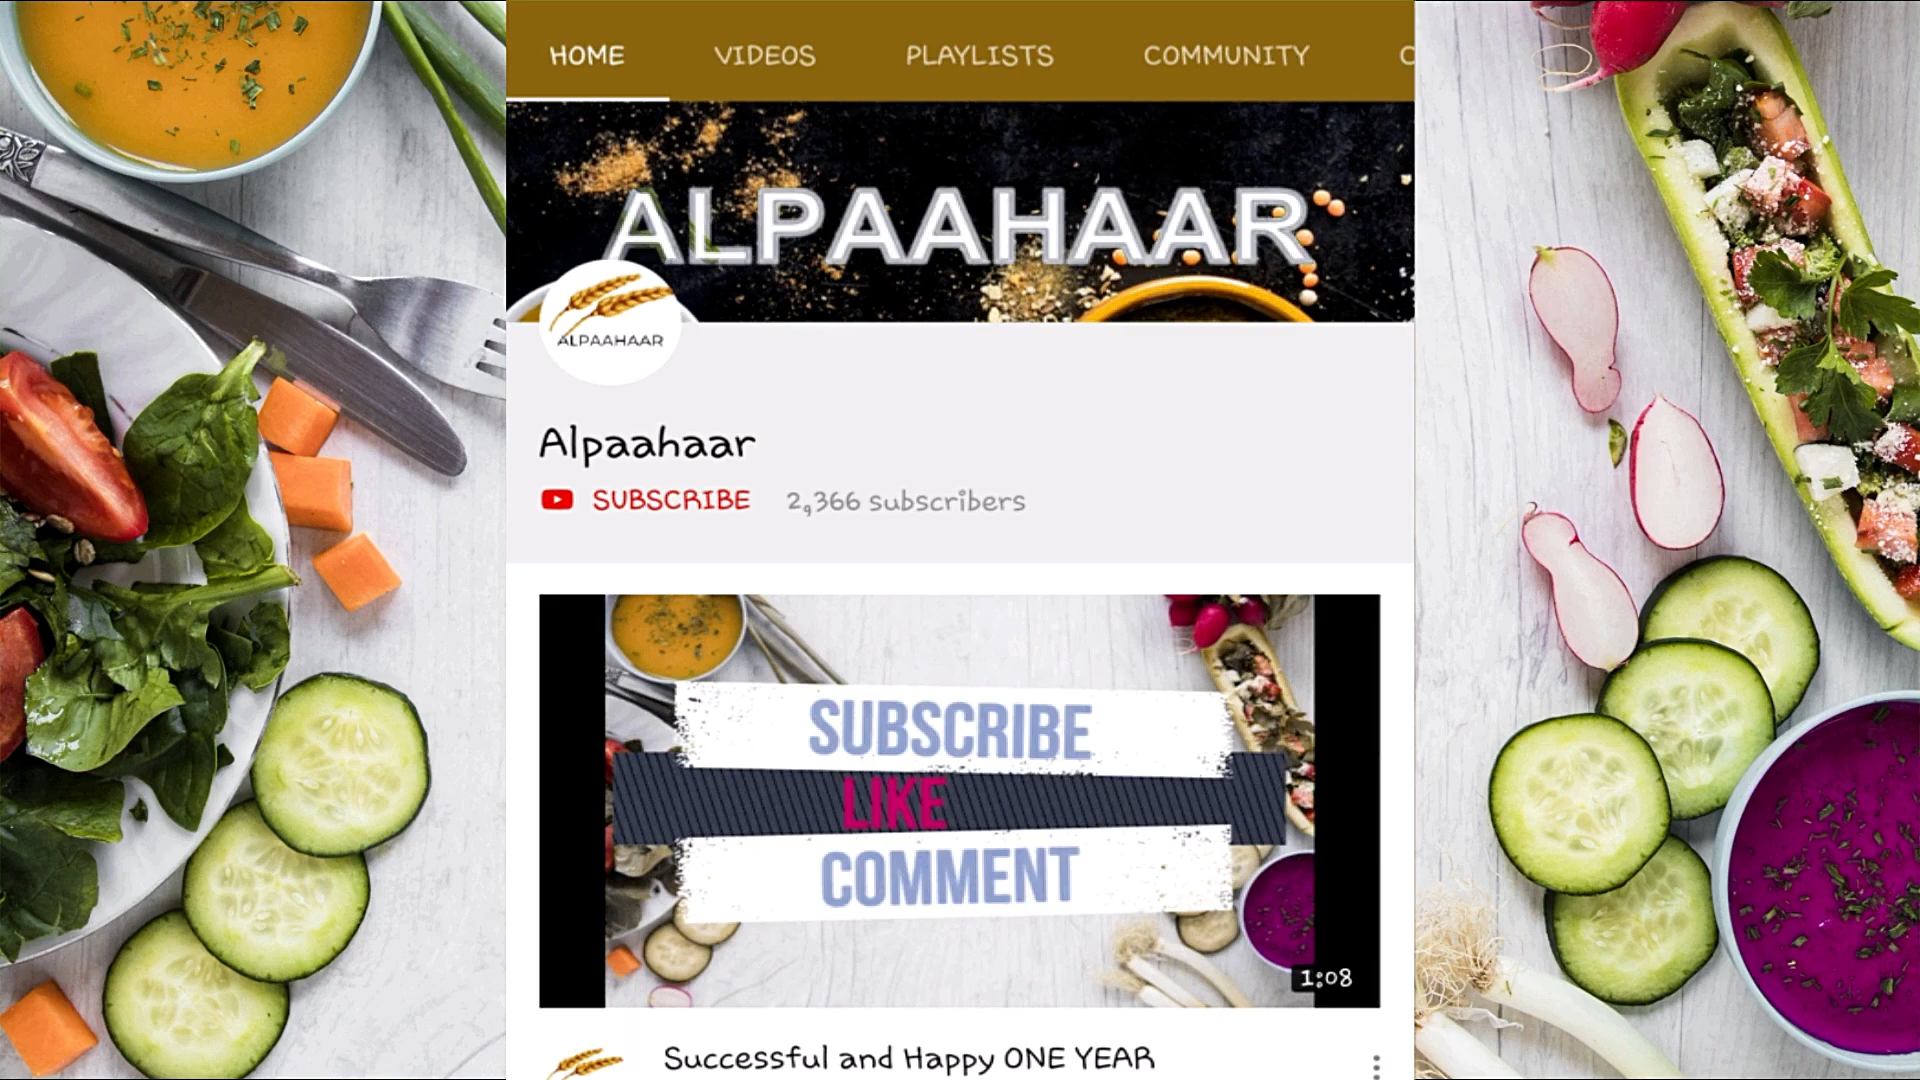 HOME VIDEOS PLAYLISTS COMMUNITY C
ALPAAHAAR
ALPAAHAAR
Alpaahaar
SUBSCRIBE 2,366 subscribers
SUBSCRIBE
LIKE
COMMENT
1:08
Successful and Happy ONE YEAR